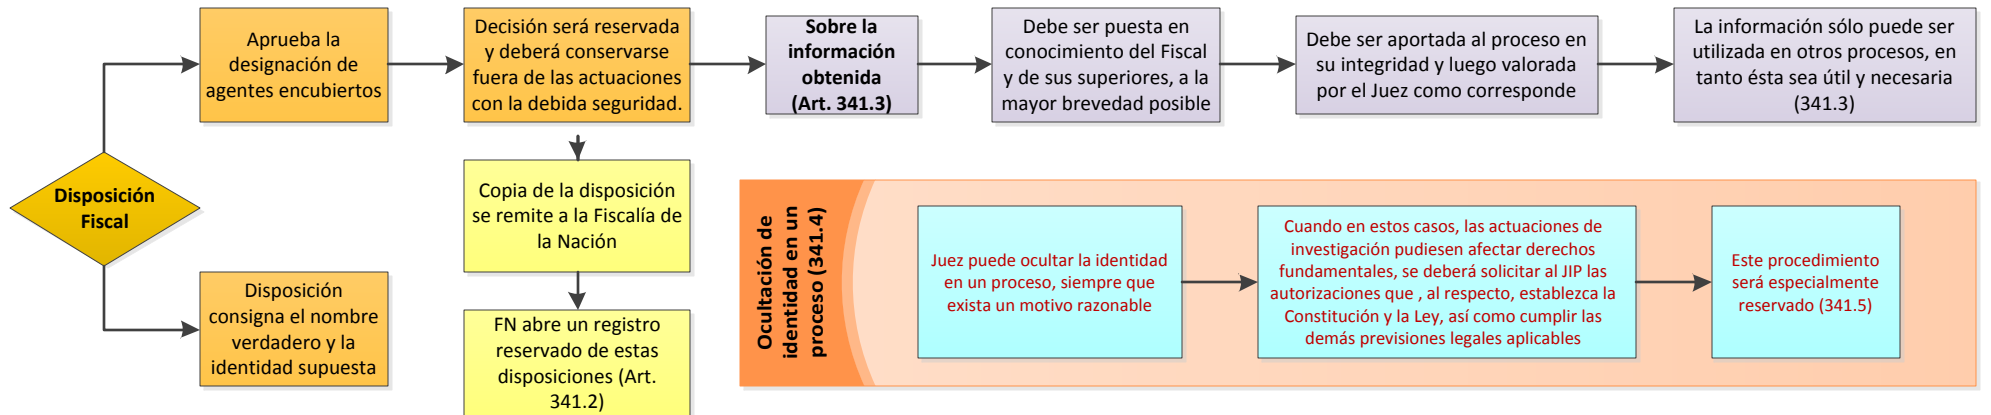 Aprueba la
designación de
agentes encubiertos
Decisión será reservada
y deberá conservarse
fuera de las actuaciones
con la debida seguridad.
Sobre la
información
obtenida
(Art. 341.3)
Debe ser puesta en
conocimiento del Fiscal
y de sus superiores, a la
mayor brevedad posible
Debe ser aportada al proceso en
su integridad y luego valorada
por el Juez como corresponde
La información sólo puede ser
utilizada en otros procesos, en
tanto ésta sea útil y necesaria
(341.3)
Disposición
Fiscal
Copia de la disposición
se remite a la Fiscalía de
la Nación
Disposición
consigna el nombre
verdadero y la
identidad supuesta
FN abre un registro
reservado de estas
disposiciones (Art.
341.2)
Ocultación de
identidad en un
proceso (341.4)
Juez puede ocultar la identidad
en un proceso, siempre que
exista un motivo razonable
Cuando en estos casos, las actuaciones de
investigación pudiesen afectar derechos
fundamentales, se deberá solicitar al JIP las
autorizaciones que , al respecto, establezca la
Constitución y la Ley, así como cumplir las
demás previsiones legales aplicables
Este procedimiento
será especialmente
reservado (341.5)